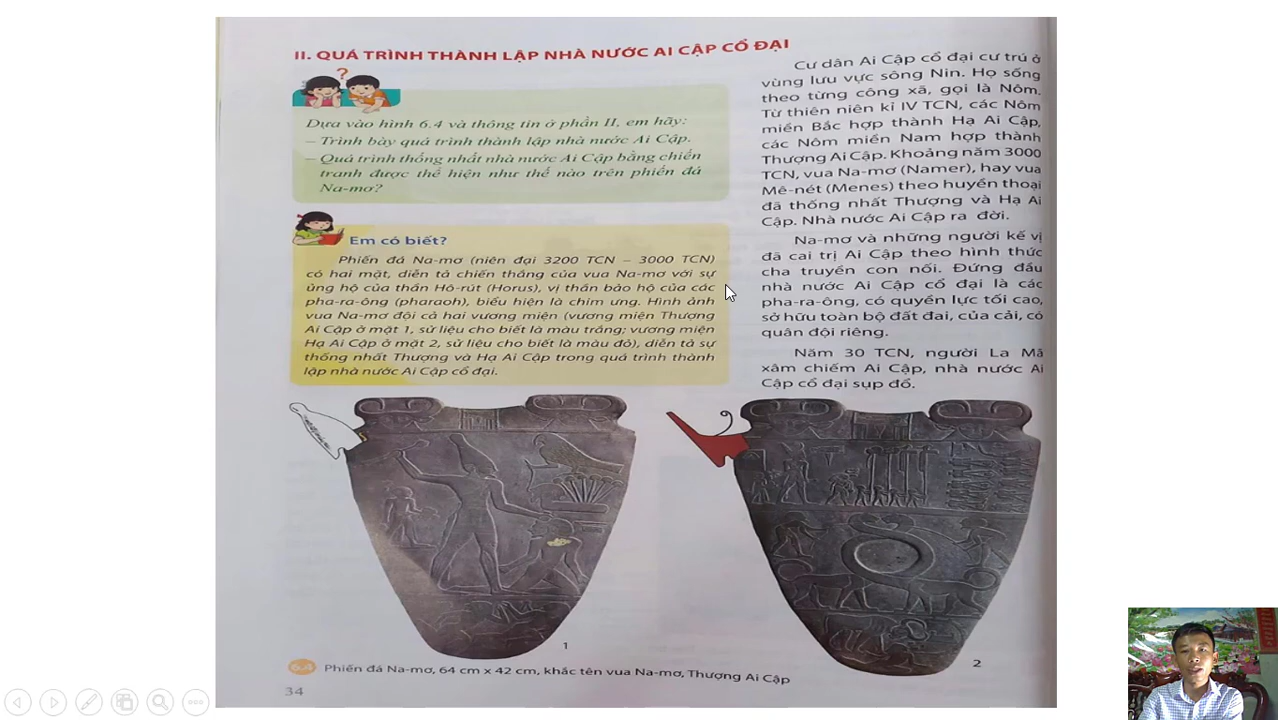 II. QUÁ TRÌNH THÀNH LẬP NHÀ NƯỚC AI CẬP CỔ ĐẠI
?
Dựa vào hình 6.4 và thông tin ở phần II, em hãy:
– Trình bày quá trình thành lập nhà nước Ai Cập.
– Quá trình thống nhất nhà nước Ai Cập bằng chiến
tranh được thể hiện như thế nào trên phiến đá
Na-mơ?
Em có biết?
Phiến đá Na-mơ (niên đại 3200 TCN – 3000 TCN)
có hai mặt, diễn tả chiến thắng của vua Na-mơ với sự
ủng hộ của thần Hô-rút (Horus), vị thần bảo hộ của các
pha-ra-ông (pharaoh), biểu hiện là chim ưng. Hình ảnh
vua Na-mơ đội cả hai vương miện (vương miện Thượng
Ai Cập ở mặt 1, sử liệu cho biết là màu trắng; vương miện
Hạ Ai Cập ở mặt 2, sử liệu cho biết là màu đỏ), diễn tả sự
thống nhất Thượng và Hạ Ai Cập trong quá trình thành
lập nhà nước Ai Cập cổ đại.
Cư dân Ai Cập cổ đại cư trú ở
vùng lưu vực sông Nin. Họ sống
theo từng công xã, gọi là Nôm.
Từ thiên niên kỉ IV TCN, các Nôm
miền Bắc hợp thành Hạ Ai Cập,
các Nôm miền Nam hợp thành
Thượng Ai Cập. Khoảng năm 3000
TCN, vua Na-mơ (Namer), hay vua
Mê-nét (Menes) theo huyền thoại
đã thống nhất Thượng và Hạ Ai
Cập. Nhà nước Ai Cập ra đời.
Na-mơ và những người kế vị
đã cai trị Ai Cập theo hình thức
cha truyền con nối. Đứng đầu
nhà nước Ai Cập cổ đại là các
pha-ra-ông, có quyền lực tối cao,
sở hữu toàn bộ đất đai, của cải, có
quân đội riêng.
Năm 30 TCN, người La Mã
xâm chiếm Ai Cập, nhà nước Ai
Cập cổ đại sụp đổ.
1
2
6.4 Phiến đá Na-mơ, 64 cm x 42 cm, khắc tên vua Na-mơ, Thượng Ai Cập
34